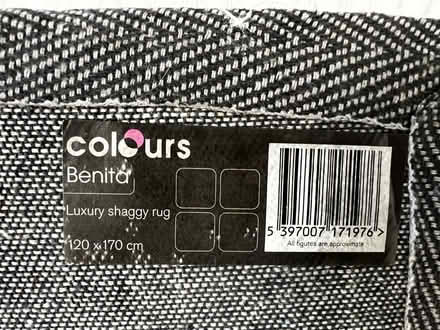 colours
Benita
Luxury shaggy rug
120 x 170 cm
5 397007 171976 >
All figures are approximate